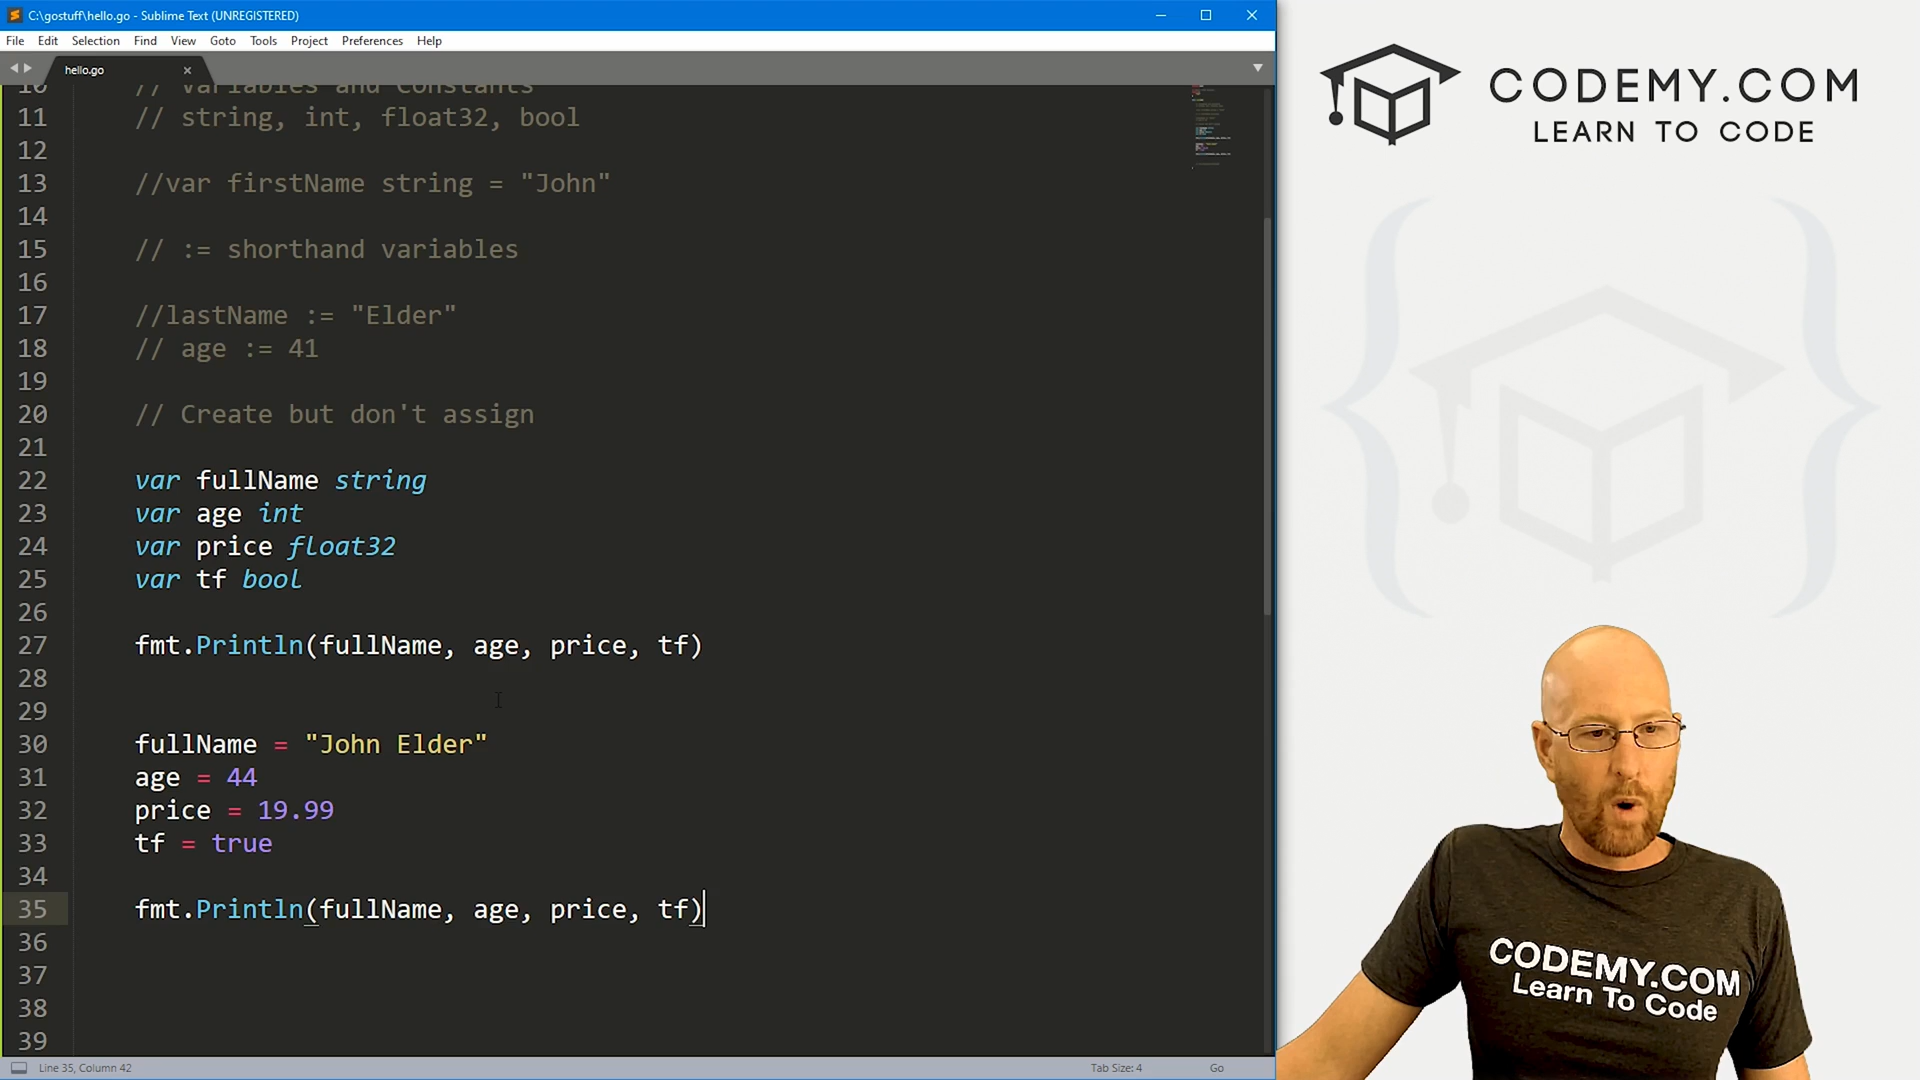 C:\gostuff\hello.go - Sublime Text (UNREGISTERED)
File Edit Selection Find View Goto Tools Project Preferences Help
hello.go
10 // Variables and Constants
11 // string, int, float32, bool
12
13 //var firstName string = "John"
14
15 // := shorthand variables
16
17 //lastName := "Elder"
18 // age := 41
19
20 // Create but don't assign
21
22 var fullName string
23 var age int
24 var price float32
25 var tf bool
26
27 fmt.Println(fullName, age, price, tf)
28
29
30 fullName = "John Elder"
31 age = 44
32 price = 19.99
33 tf = true
34
35 fmt.Println(fullName, age, price, tf)
36
37
38
39
Line 35, Column 42
Tab Size: 4
Go
CODEMY.COM
LEARN TO CODE
CODEMY.COM
Learn To Code